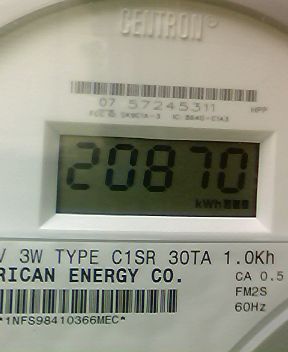 CENTRON®
07 57245311 HPP
20870
kWh
V 3W TYPE C1SR 30TA 1.0Kh
RICAN ENERGY CO. CA 0.5
FM2S
*1NFS98410366MEC* 60Hz